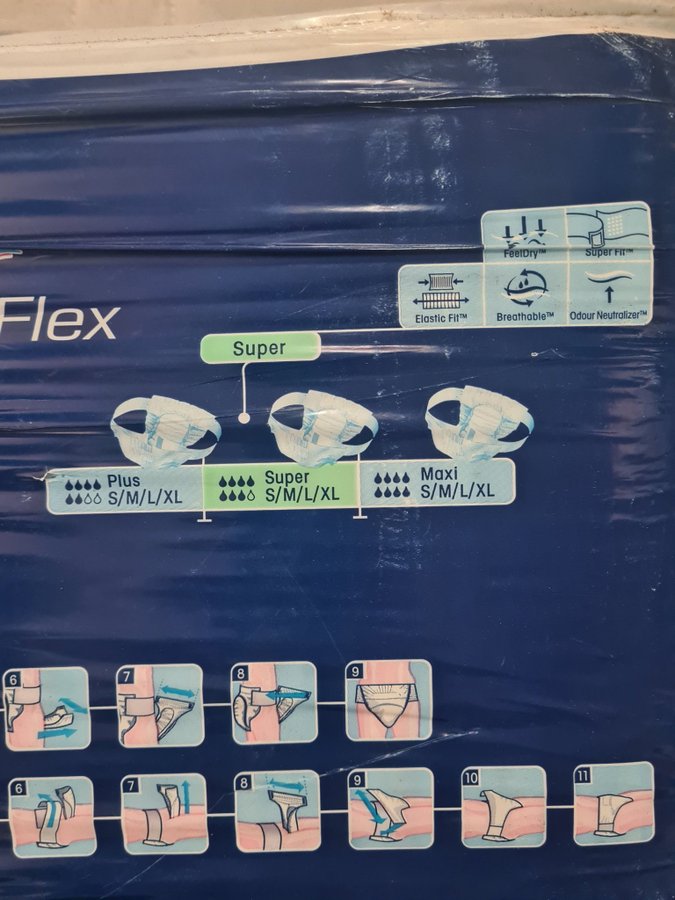 FeelDry™
Super Fit™
Elastic Fit™
Breathable™
Odour Neutralizer™
Flex
Super
Plus
S/M/L/XL
Super
S/M/L/XL
Maxi
S/M/L/XL
6
7
8
9
6
7
8
9
10
11